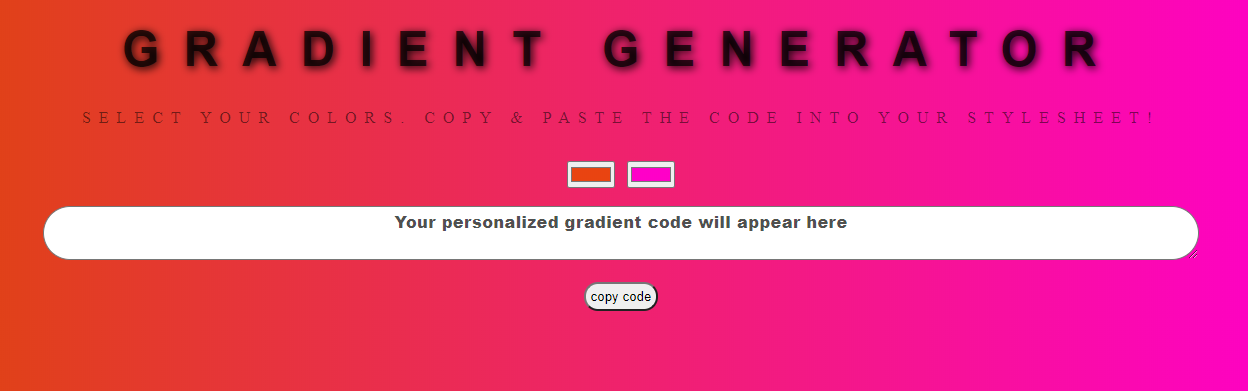 GRADIENT GENERATOR
SELECT YOUR COLORS. COPY & PASTE THE CODE INTO YOUR STYLESHEET!
Your personalized gradient code will appear here
copy code